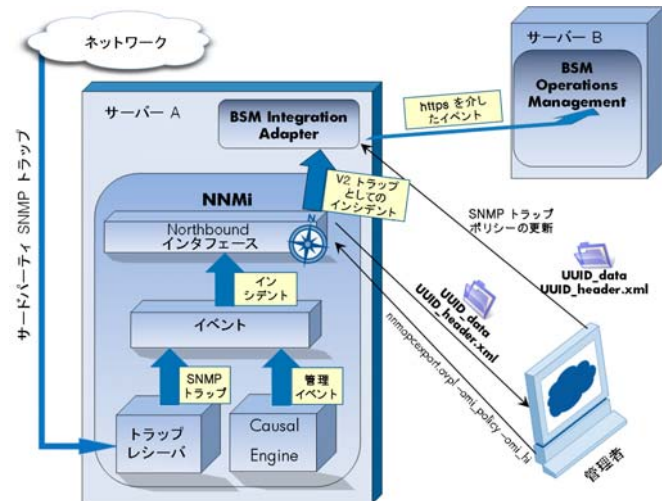 ネットワーク
サードパーティ SNMP トラップ
サーバー A
BSM Integration
Adapter
https を介し
たイベント
サーバー B
BSM
Operations
Management
NNMi
V2 トラップ
としての
インシデント
Northbound
インタフェース
N
イン
シデント
イベント
SNMP
トラップ
管理
イベント
トラップ
レシーバ
Causal
Engine
SNMP トラップ
ポリシーの更新
UUID_data
UUID_header.xml
UUID_data
UUID_header.xml
nnmopcexport.ovpl -omi_policy -omi_hi
管理者